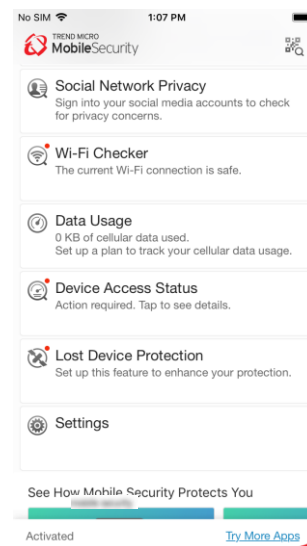 No SIM 1:07 PM
TREND MICRO
MobileSecurity
Social Network Privacy
Sign into your social media accounts to check
for privacy concerns.
Wi-Fi Checker
The current Wi-Fi connection is safe.
Data Usage
0 KB of cellular data used.
Set up a plan to track your cellular data usage.
Device Access Status
Action required. Tap to see details.
Lost Device Protection
Set up this feature to enhance your protection.
Settings
See How Mobile Security Protects You
Activated
Try More Apps